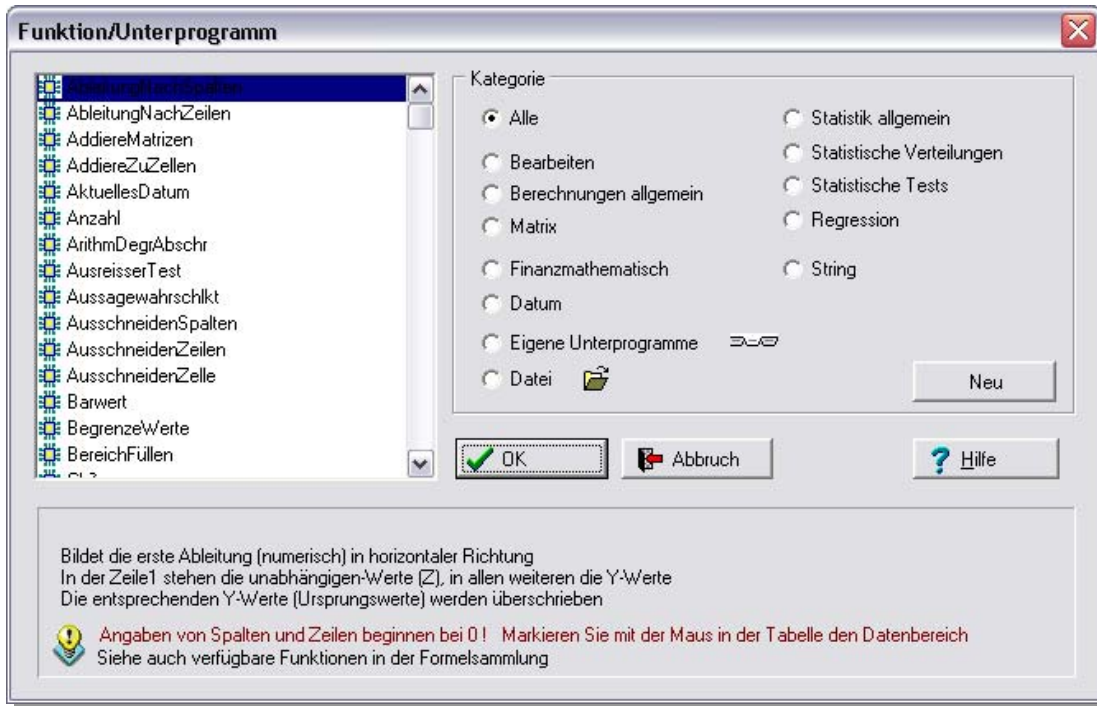 Funktion/Unterprogramm
AbleitungNachSpalten
AbleitungNachZeilen
AddiereMatrizen
AddiereZuZellen
AktuellesDatum
Anzahl
ArithmDegrAbschr
AusreisserTest
Aussagewahrschlkt
AusschneidenSpalten
AusschneidenZeilen
AusschneidenZelle
Barwert
BegrenzeWerte
BereichFüllen
Kategorie
Alle
Bearbeiten
Berechnungen allgemein
Matrix
Finanzmathematisch
Datum
Eigene Unterprogramme
Datei
Statistik allgemein
Statistische Verteilungen
Statistische Tests
Regression
String
Neu
OK
Abbruch
Hilfe
Bildet die erste Ableitung (numerisch) in horizontaler Richtung
In der Zeile1 stehen die unabhängigen-Werte (Z), in allen weiteren die Y-Werte
Die entsprechenden Y-Werte (Ursprungswerte) werden überschrieben
Angaben von Spalten und Zeilen beginnen bei 0 ! Markieren Sie mit der Maus in der Tabelle den Datenbereich
Siehe auch verfügbare Funktionen in der Formelsammlung